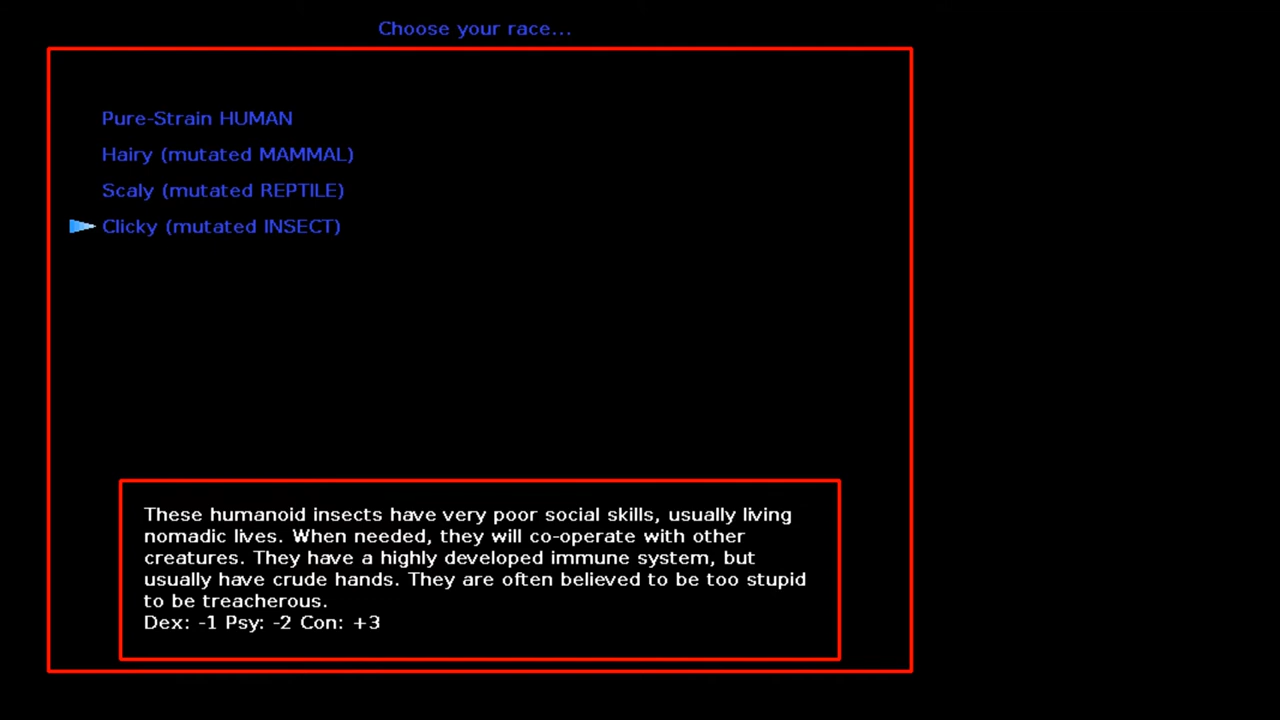 Choose your race...
Pure-Strain HUMAN
Hairy (mutated MAMMAL)
Scaly (mutated REPTILE)
Clicky (mutated INSECT)
These humanoid insects have very poor social skills, usually living
nomadic lives. When needed, they will co-operate with other
creatures. They have a highly developed immune system, but
usually have crude hands. They are often believed to be too stupid
to be treacherous.
Dex: -1 Psy: -2 Con: +3